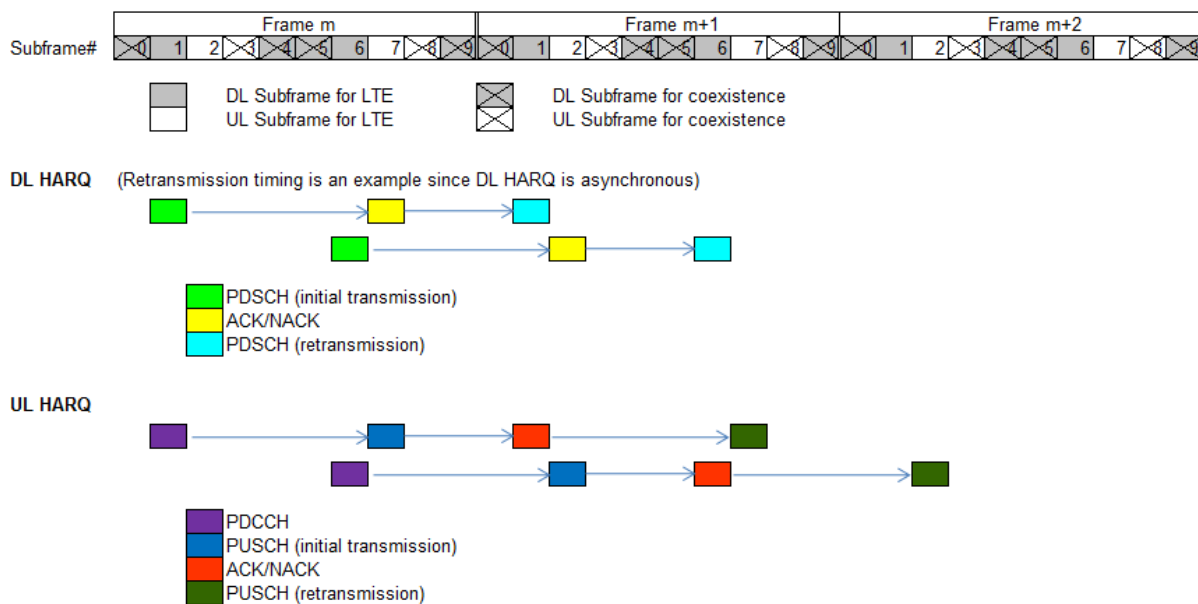 Frame m Frame m+1 Frame m+2
Subframe# 0 1 2 3 4 5 6 7 8 9 0 1 2 3 4 5 6 7 8 9 0 1 2 3 4 5 6 7 8 9
DL Subframe for LTE DL Subframe for coexistence
UL Subframe for LTE UL Subframe for coexistence
DL HARQ (Retransmission timing is an example since DL HARQ is asynchronous)
PDSCH (initial transmission)
ACK/NACK
PDSCH (retransmission)
UL HARQ
PDCCH
PUSCH (initial transmission)
ACK/NACK
PUSCH (retransmission)